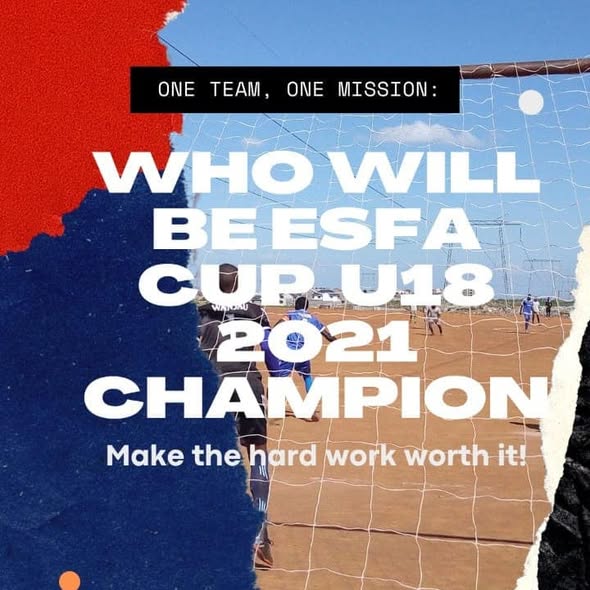 ONE TEAM, ONE MISSION:
WHO WILL
BE ESFA
CUP U18
2021
CHAMPION
Make the hard work worth it!